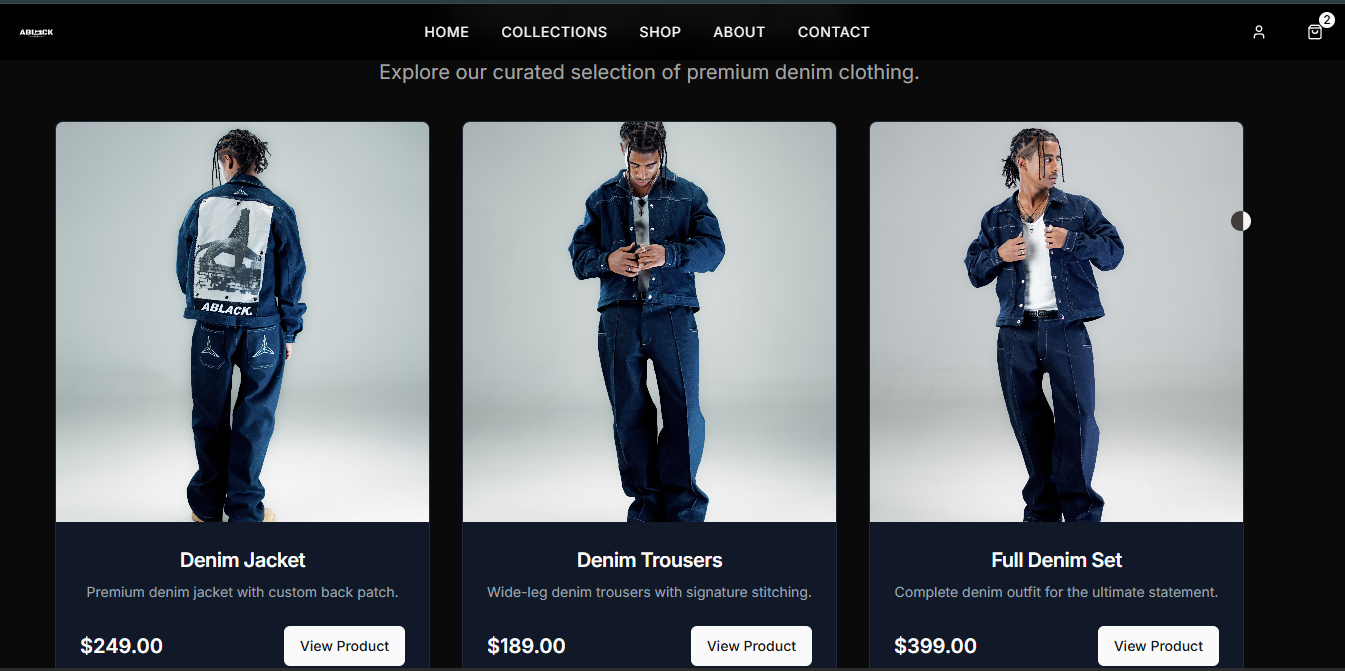 ABLACK
HOME COLLECTIONS SHOP ABOUT CONTACT
2
Explore our curated selection of premium denim clothing.
ABLACK.
Denim Jacket
Premium denim jacket with custom back patch.
$249.00 View Product
Denim Trousers
Wide-leg denim trousers with signature stitching.
$189.00 View Product
Full Denim Set
Complete denim outfit for the ultimate statement.
$399.00 View Product